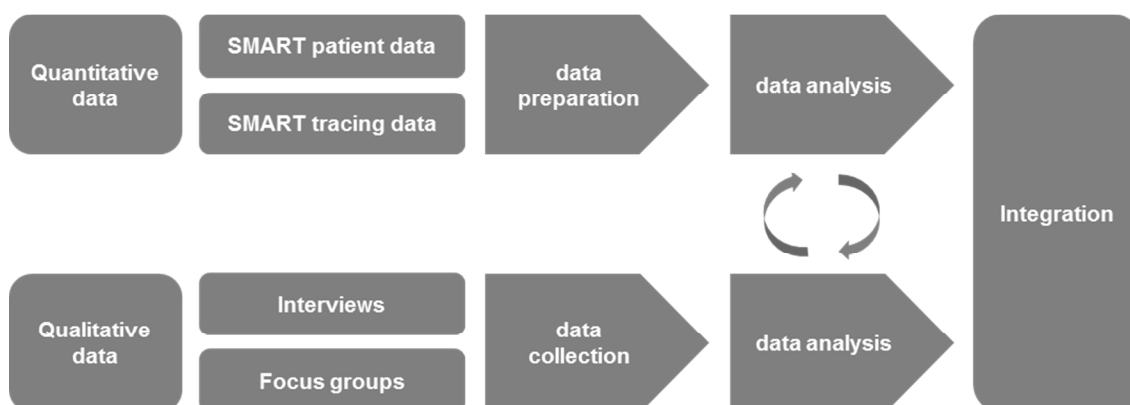 Quantitative
data
SMART patient data
SMART tracing data
data
preparation
data analysis
Integration
Qualitative
data
Interviews
Focus groups
data
collection
data analysis